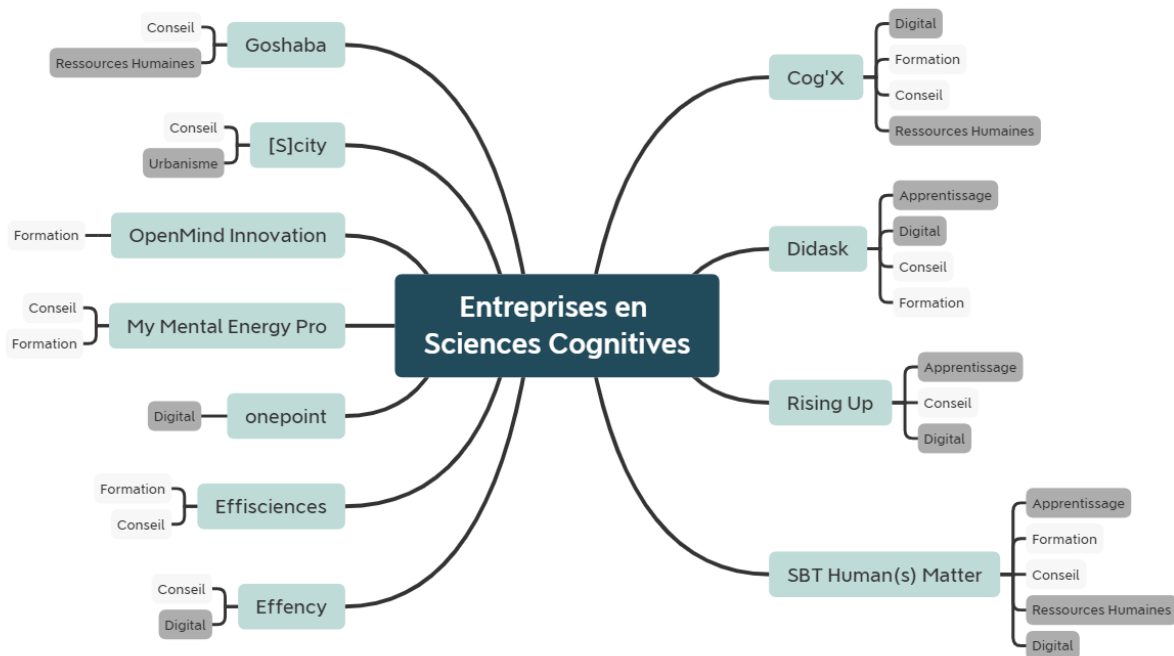 Entreprises en
Sciences Cognitives
Goshaba
Conseil
Ressources Humaines
[S]city
Conseil
Urbanisme
OpenMind Innovation
Formation
My Mental Energy Pro
Conseil
Formation
onepoint
Digital
Effisciences
Formation
Conseil
Effency
Conseil
Digital
Cog'X
Digital
Formation
Conseil
Ressources Humaines
Didask
Apprentissage
Digital
Conseil
Formation
Rising Up
Apprentissage
Conseil
Digital
SBT Human(s) Matter
Apprentissage
Formation
Conseil
Ressources Humaines
Digital